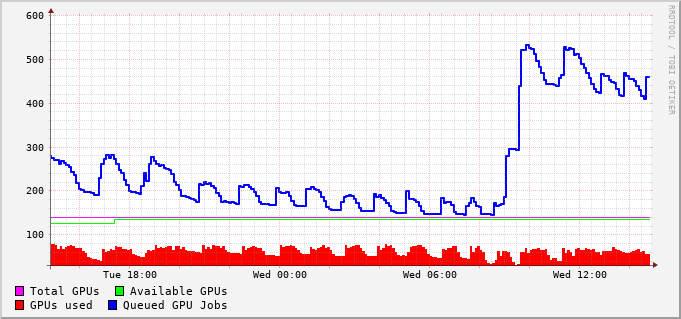 600
500
400
300
200
100
Tue 18:00 Wed 00:00 Wed 06:00 Wed 12:00
Total GPUs Available GPUs
GPUs used Queued GPU Jobs
RRDTOOL / TOBI OETIKER